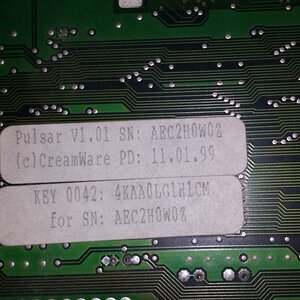 Pulsar V1.01 SN: AEC2H0W0Z
(c)CreamWare PD: 11.01.99
KEY 0042: 4KAA0LG1H1CM
for SN: AEC2H0W0Z